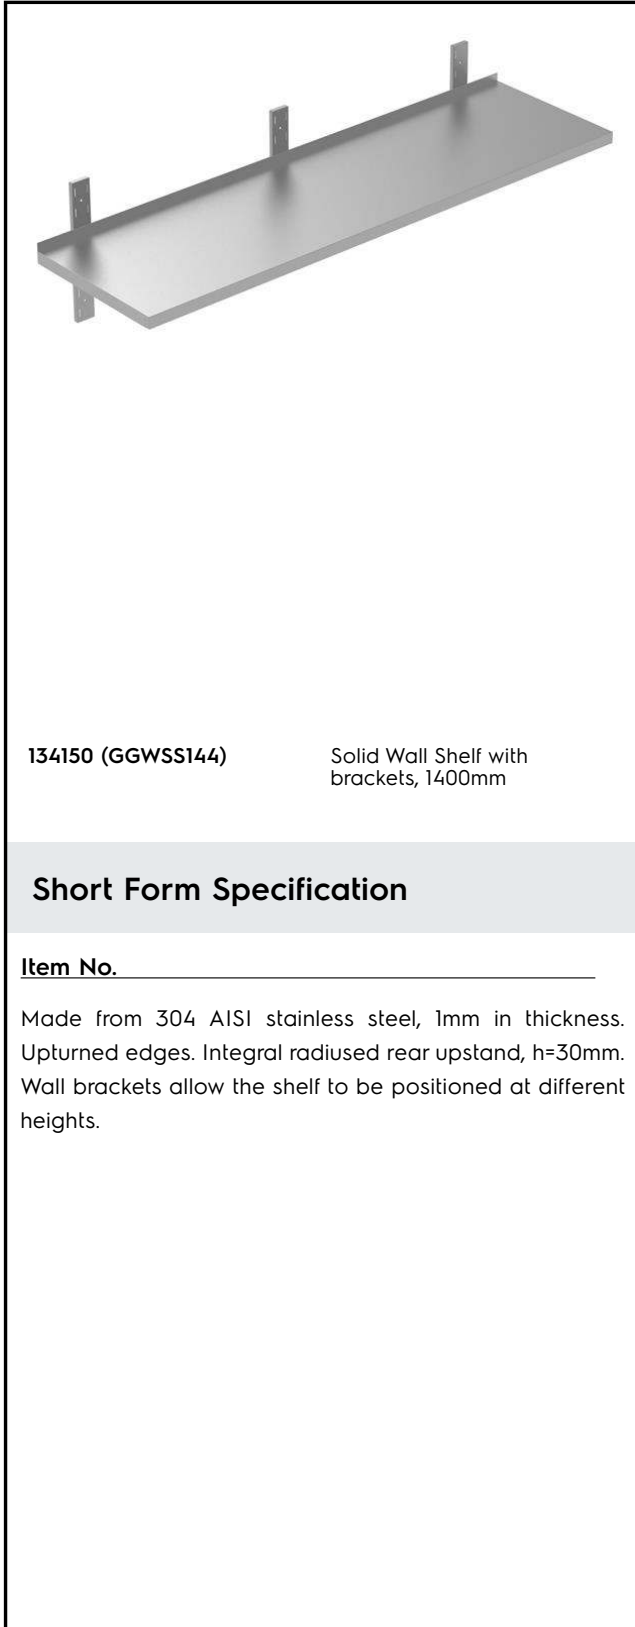 134150 (GGWSS144)
Solid Wall Shelf with
brackets, 1400mm
Short Form Specification
Item No.
Made from 304 AISI stainless steel, 1mm in thickness.
Upturned edges. Integral radiused rear upstand, h=30mm.
Wall brackets allow the shelf to be positioned at different
heights.